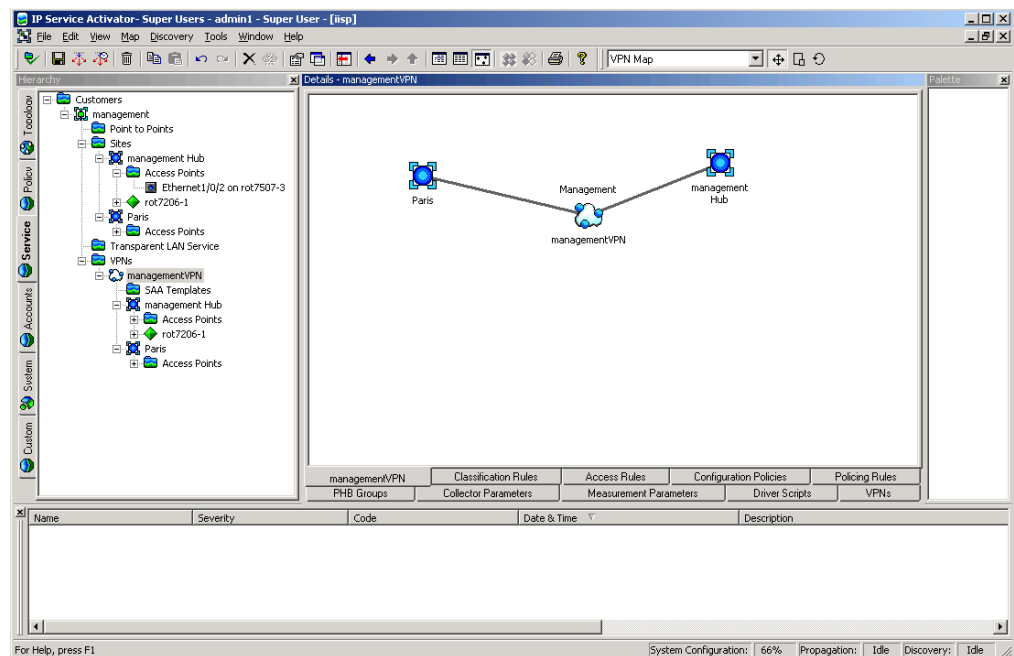 IP Service Activator- Super Users - admin1 - Super User - [iisp]
File Edit View Map Discovery Tools Window Help
VPN Map
Hierarchy
Details - managementVPN
Palette
Topology
Policy
Service
Accounts
System
Custom
Customers
management
Point to Points
Sites
management Hub
Access Points
Ethernet1/0/2 on rot7507-3
rot7206-1
Paris
Access Points
Transparent LAN Service
VPNs
managementVPN
SAA Templates
management Hub
Access Points
rot7206-1
Paris
Access Points
Paris
Management
managementVPN
management
Hub
managementVPN Classification Rules Access Rules Configuration Policies Policing Rules
PHB Groups Collector Parameters Measurement Parameters Driver Scripts VPNs
Name Severity Code Date & Time Description
For Help, press F1
System Configuration: 66% Propagation: Idle Discovery: Idle